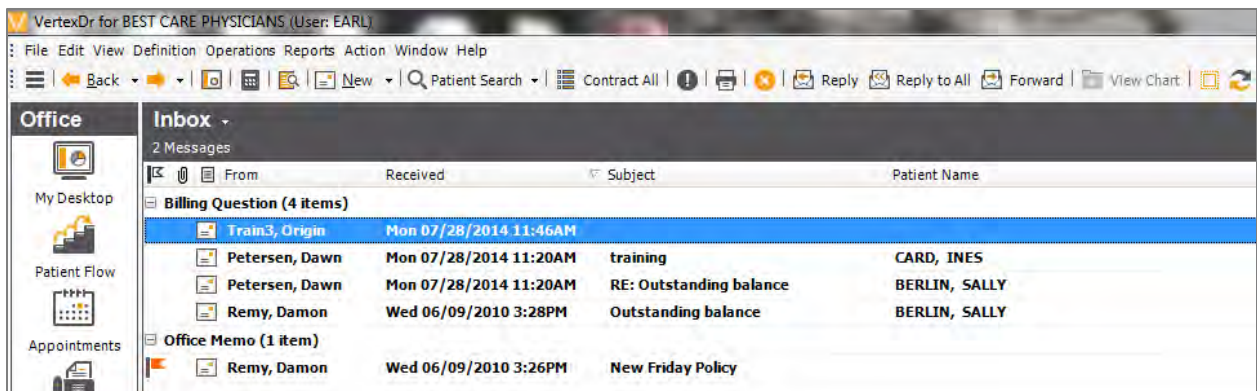 VertexDr for BEST CARE PHYSICIANS (User: EARL)
File Edit View Definition Operations Reports Action Window Help
Back New Patient Search Contract All Reply Reply to All Forward View Chart
Office Inbox
2 Messages
From Received Subject Patient Name
My Desktop
Billing Question (4 items)
Train3, Origin Mon 07/28/2014 11:46AM
Petersen, Dawn Mon 07/28/2014 11:20AM training CARD, INES
Patient Flow
Petersen, Dawn Mon 07/28/2014 11:20AM RE: Outstanding balance BERLIN, SALLY
Remy, Damon Wed 06/09/2010 3:28PM Outstanding balance BERLIN, SALLY
Appointments
Office Memo (1 item)
Remy, Damon Wed 06/09/2010 3:26PM New Friday Policy